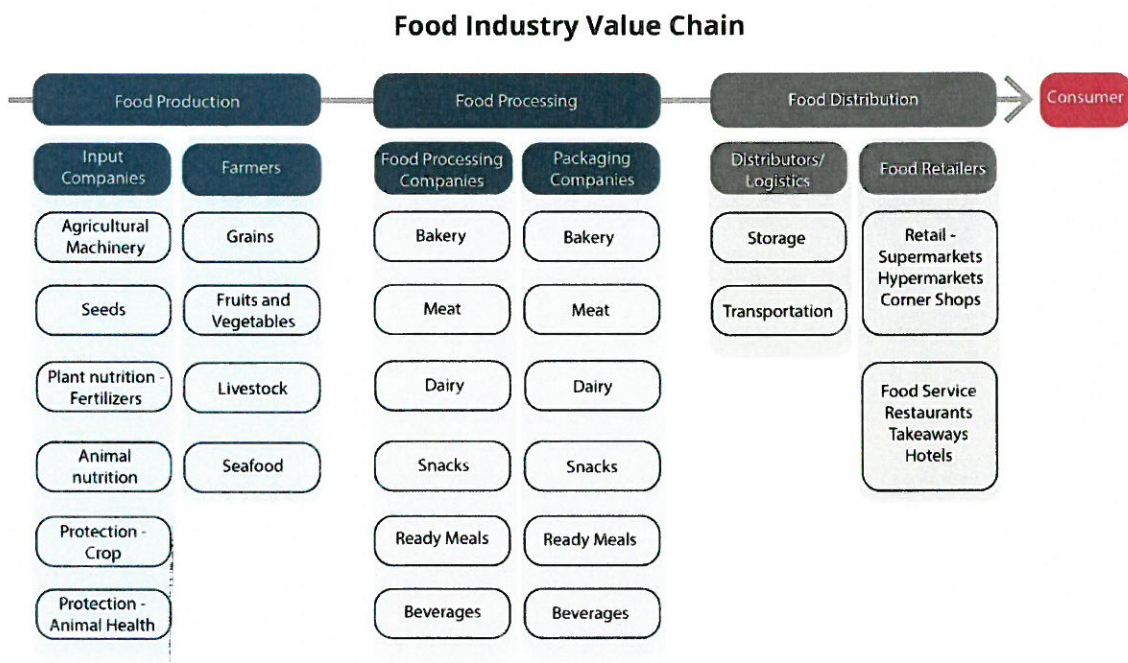 Food Industry Value Chain
Food Production
Food Processing
Food Distribution
Consumer
Input
Companies
Farmers
Food Processing
Companies
Packaging
Companies
Distributors/
Logistics
Food Retailers
Agricultural
Machinery
Seeds
Plant nutrition -
Fertilizers
Animal
nutrition
Protection -
Crop
Protection -
Animal Health
Grains
Fruits and
Vegetables
Livestock
Seafood
Bakery
Meat
Dairy
Snacks
Ready Meals
Beverages
Bakery
Meat
Dairy
Snacks
Ready Meals
Beverages
Storage
Transportation
Retail -
Supermarkets
Hypermarkets
Corner Shops
Food Service
Restaurants
Takeaways
Hotels